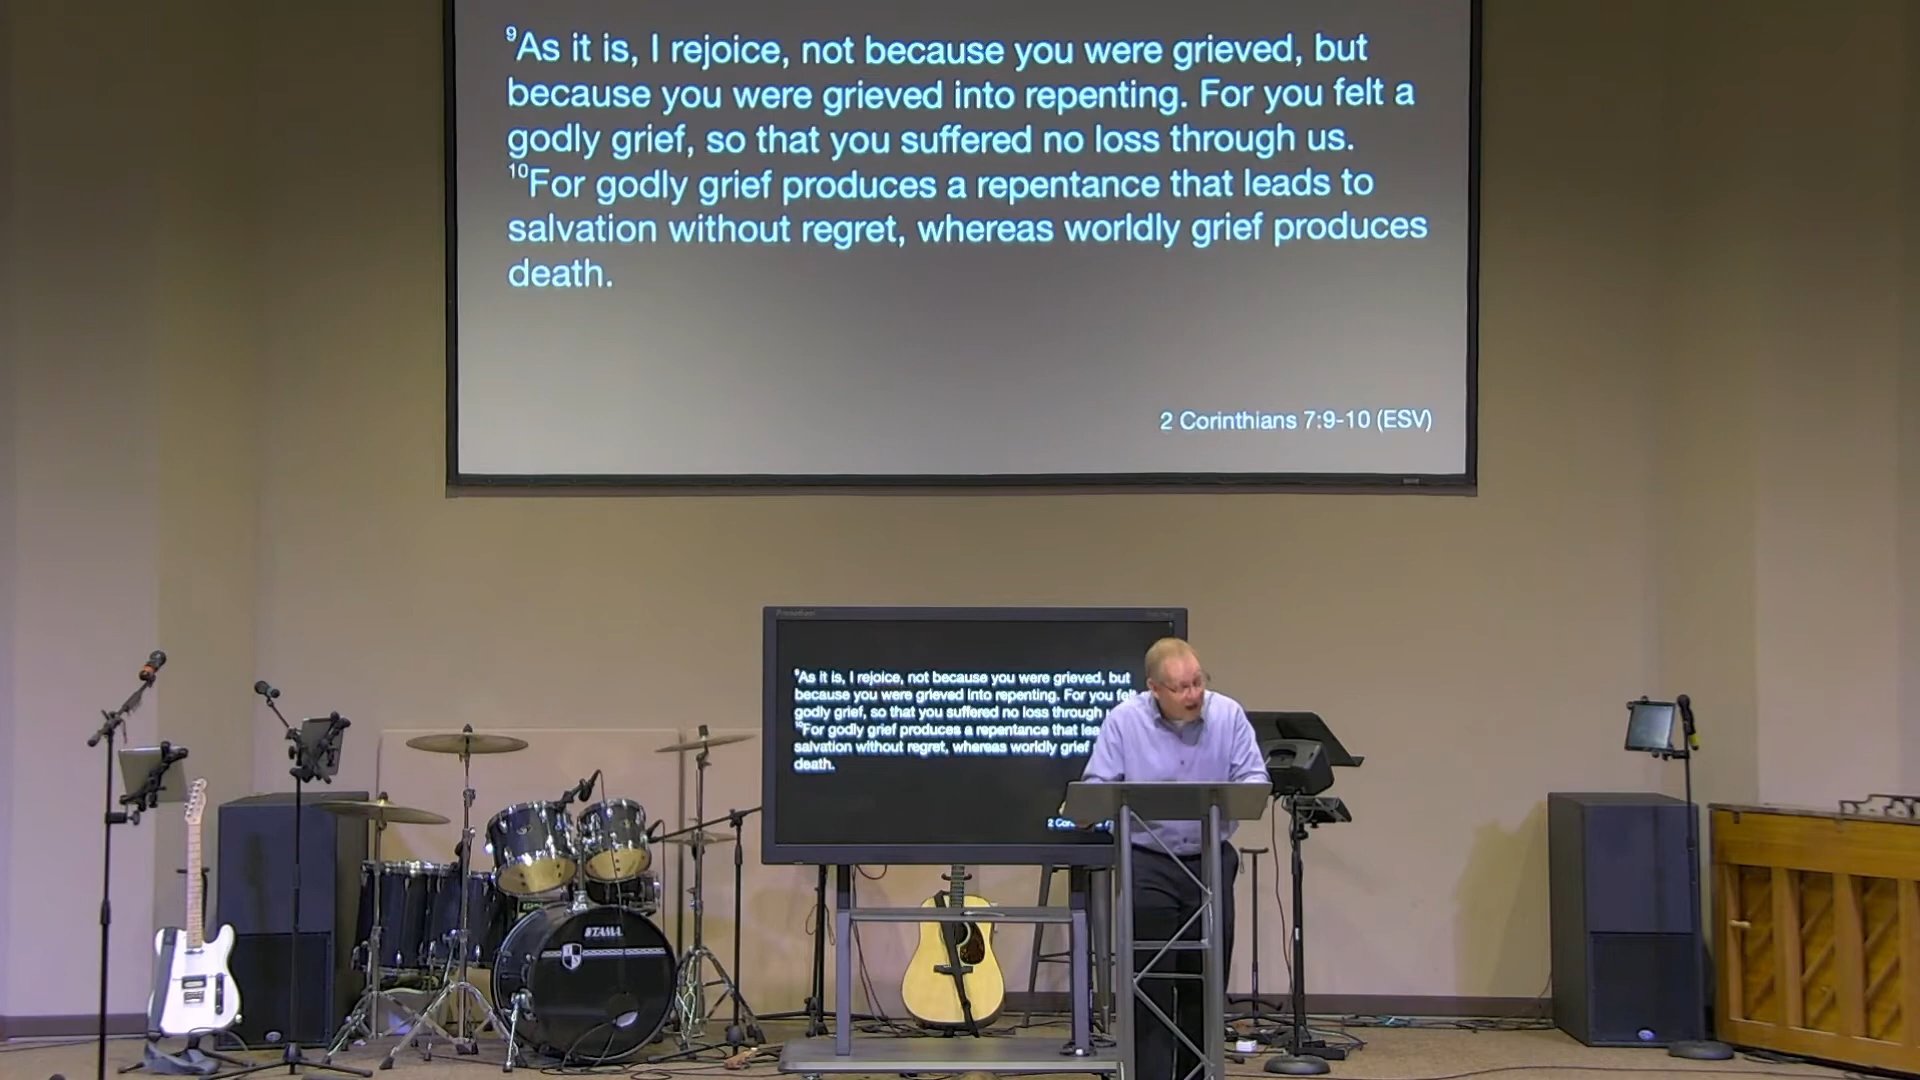 ⁹As it is, I rejoice, not because you were grieved, but
because you were grieved into repenting. For you felt a
godly grief, so that you suffered no loss through us.
¹⁰For godly grief produces a repentance that leads to
salvation without regret, whereas worldly grief produces
death.
2 Corinthians 7:9-10 (ESV)
⁹As it is, I rejoice, not because you were grieved, but
because you were grieved into repenting. For you felt
godly grief, so that you suffered no loss through
¹⁰For godly grief produces a repentance that
salvation without regret, whereas worldly grief
death.
2
TAMA